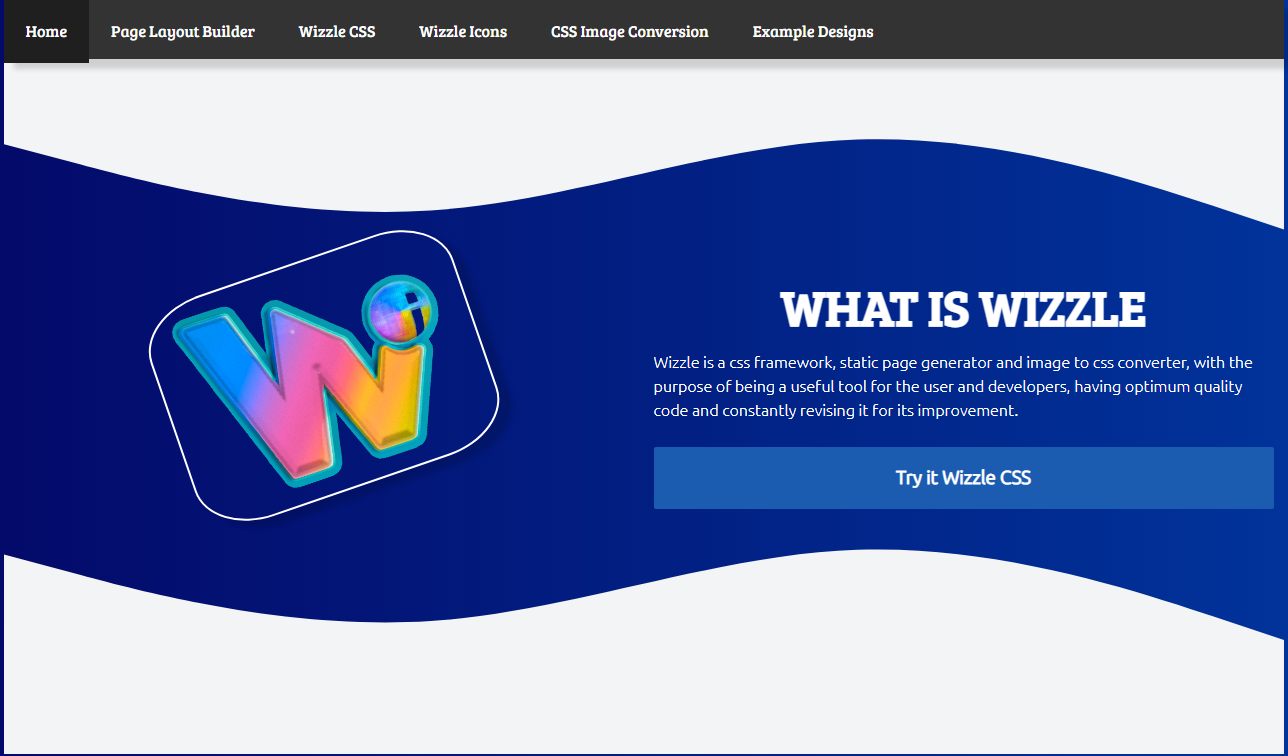 Home Page Layout Builder Wizzle CSS Wizzle Icons CSS Image Conversion Example Designs
Wi
WHAT IS WIZZLE
Wizzle is a css framework, static page generator and image to css converter, with the
purpose of being a useful tool for the user and developers, having optimum quality
code and constantly revising it for its improvement.
Try it Wizzle CSS